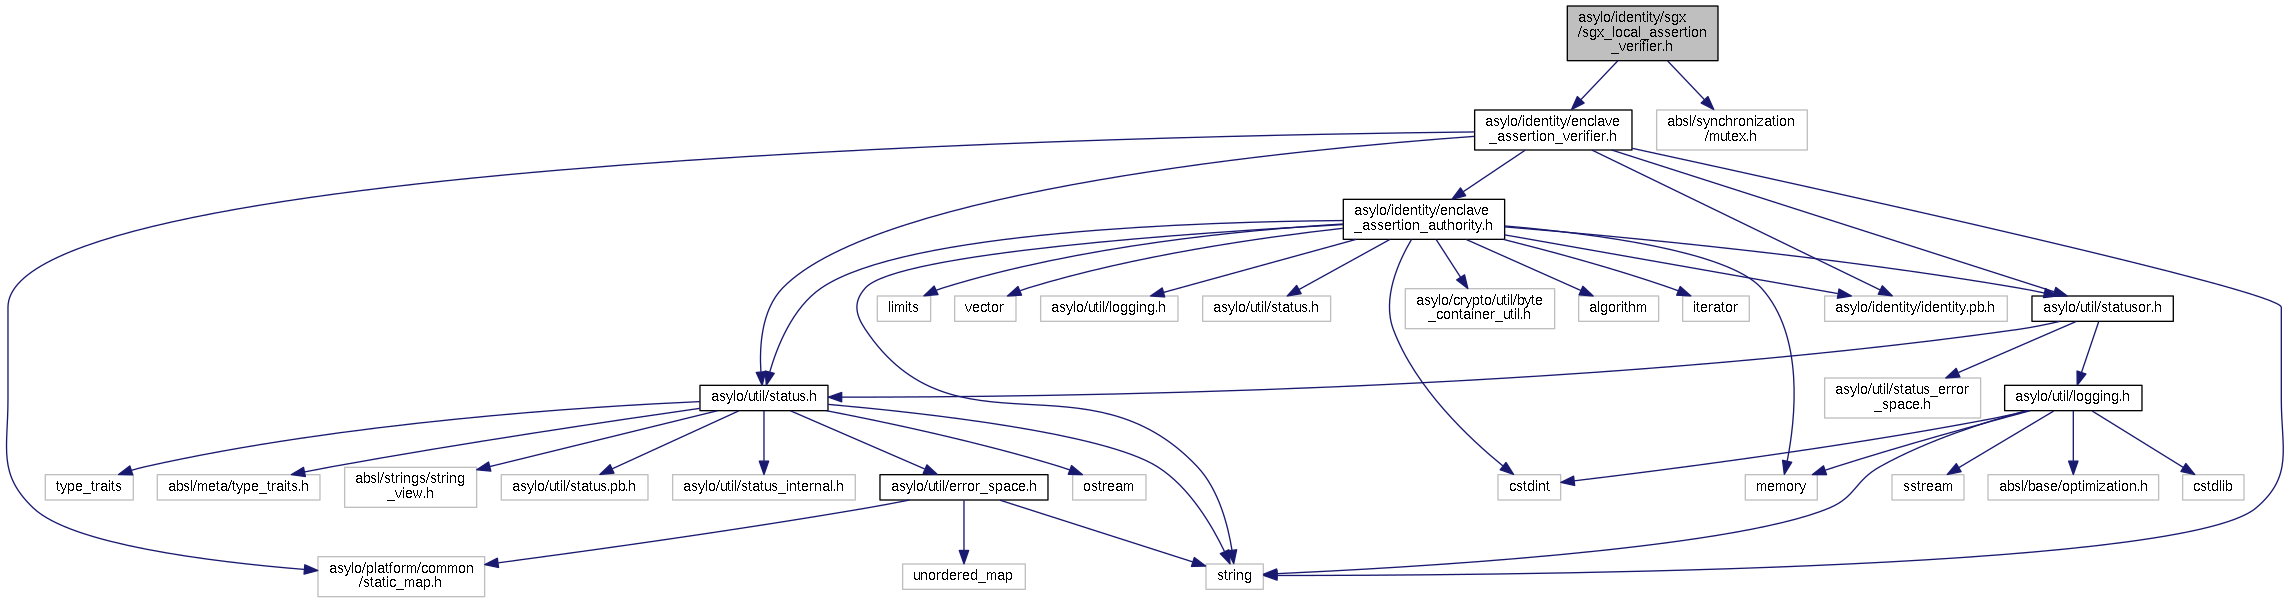 asylo/identity/sgx
/sgx_local_assertion
_verifier.h
asylo/identity/enclave
_assertion_verifier.h
absl/synchronization
/mutex.h
asylo/identity/enclave
_assertion_authority.h
limits
vector
asylo/util/logging.h
asylo/util/status.h
asylo/crypto/util/byte
_container_util.h
algorithm
iterator
asylo/identity/identity.pb.h
asylo/util/statusor.h
asylo/util/status.h
asylo/util/status_error
_space.h
asylo/util/logging.h
type_traits
absl/meta/type_traits.h
absl/strings/string
_view.h
asylo/util/status.pb.h
asylo/util/status_internal.h
asylo/util/error_space.h
ostream
cstdint
memory
sstream
absl/base/optimization.h
cstdlib
asylo/platform/common
/static_map.h
unordered_map
string